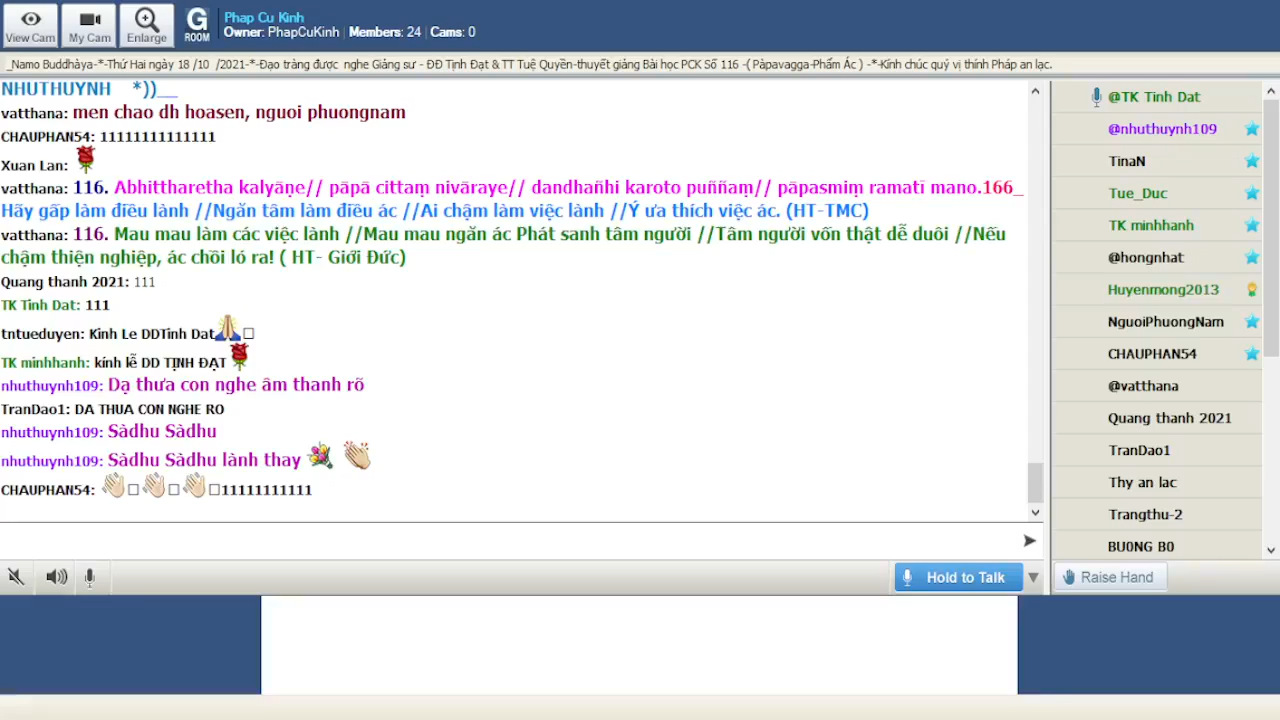 View Cam
My Cam
Enlarge
G
ROOM
Phap Cu Kinh
Owner: PhapCuKinh | Members: 24 | Cams: 0
_Namo Buddhàya-*-Thứ Hai ngày 18 /10 /2021-*-Đạo tràng được nghe Giảng sư - ĐĐ Tịnh Đạt & TT Tuệ Quyền-thuyết giảng Bài học PCK Số 116 -( Pàpavagga-Phẩm Ác ) -*-Kính chúc quý vị thính Pháp an lạc.
NHUTHUYNH *))__
vatthana: men chao dh hoasen, nguoi phuongnam
CHAUPHAN54: 11111111111111
Xuan Lan:
vatthana: 116. Abhittharetha kalyāṇe// pāpā cittaṃ nivāraye// dandhañhi karoto puññaṃ// pāpasmiṃ ramatī mano.166_
Hãy gấp làm điều lành //Ngăn tâm làm điều ác //Ai chậm làm việc lành //Ý ưa thích việc ác. (HT-TMC)
vatthana: 116. Mau mau làm các việc lành //Mau mau ngăn ác Phát sanh tâm người //Tâm người vốn thật dễ duôi //Nếu
chậm thiện nghiệp, ác chồi ló ra! ( HT- Giới Đức)
Quang thanh 2021: 111
TK Tinh Dat: 111
tntueduyen: Kinh Le DDTinh Dat
TK minhhanh: kính lễ DD TỊNH ĐẠT
nhuthuynh109: Dạ thưa con nghe âm thanh rõ
TranDao1: DA THUA CON NGHE RO
nhuthuynh109: Sàdhu Sàdhu
nhuthuynh109: Sàdhu Sàdhu lành thay
CHAUPHAN54: 11111111111
Hold to Talk
@TK Tinh Dat
@nhuthuynh109
TinaN
Tue_Duc
TK minhhanh
@hongnhat
Huyenmong2013
NguoiPhuongNam
CHAUPHAN54
@vatthana
Quang thanh 2021
TranDao1
Thy an lac
Trangthu-2
BU0NG B0
Raise Hand